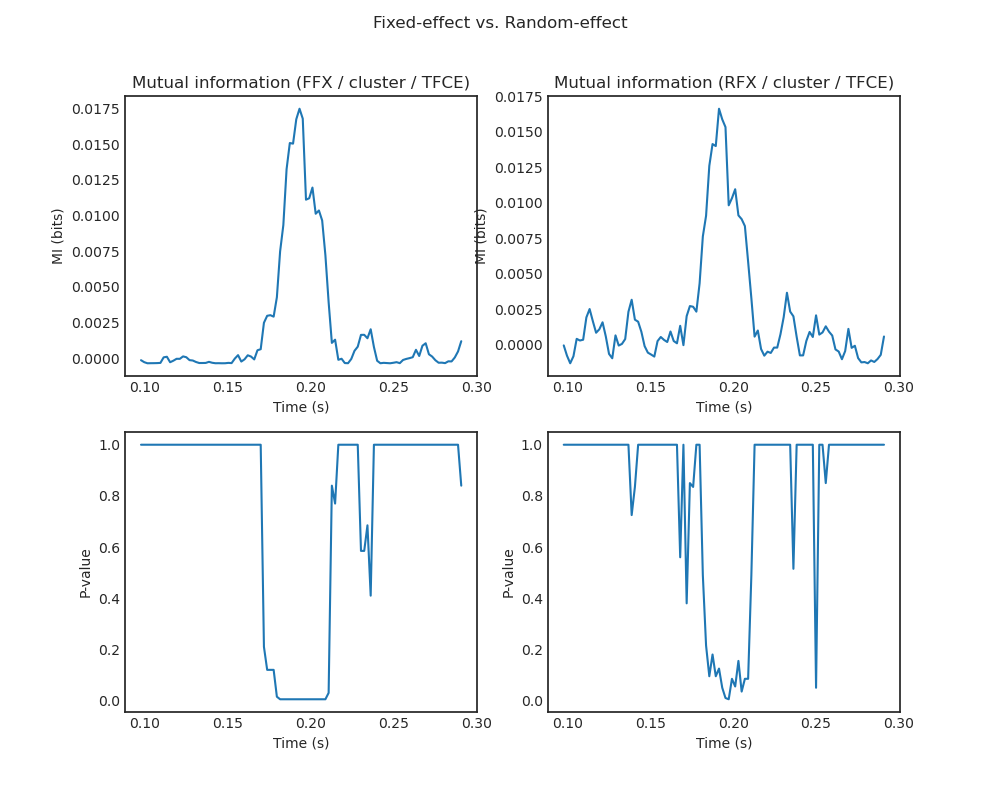 Fixed-effect vs. Random-effect
Mutual information (FFX / cluster / TFCE)
MI (bits)
0.0175
0.0150
0.0125
0.0100
0.0075
0.0050
0.0025
0.0000
0.10 0.15 0.20 0.25 0.30
Time (s)
Mutual information (RFX / cluster / TFCE)
MI (bits)
0.0175
0.0150
0.0125
0.0100
0.0075
0.0050
0.0025
0.0000
0.10 0.15 0.20 0.25 0.30
Time (s)
P-value
1.0
0.8
0.6
0.4
0.2
0.0
0.10 0.15 0.20 0.25 0.30
Time (s)
P-value
1.0
0.8
0.6
0.4
0.2
0.0
0.10 0.15 0.20 0.25 0.30
Time (s)